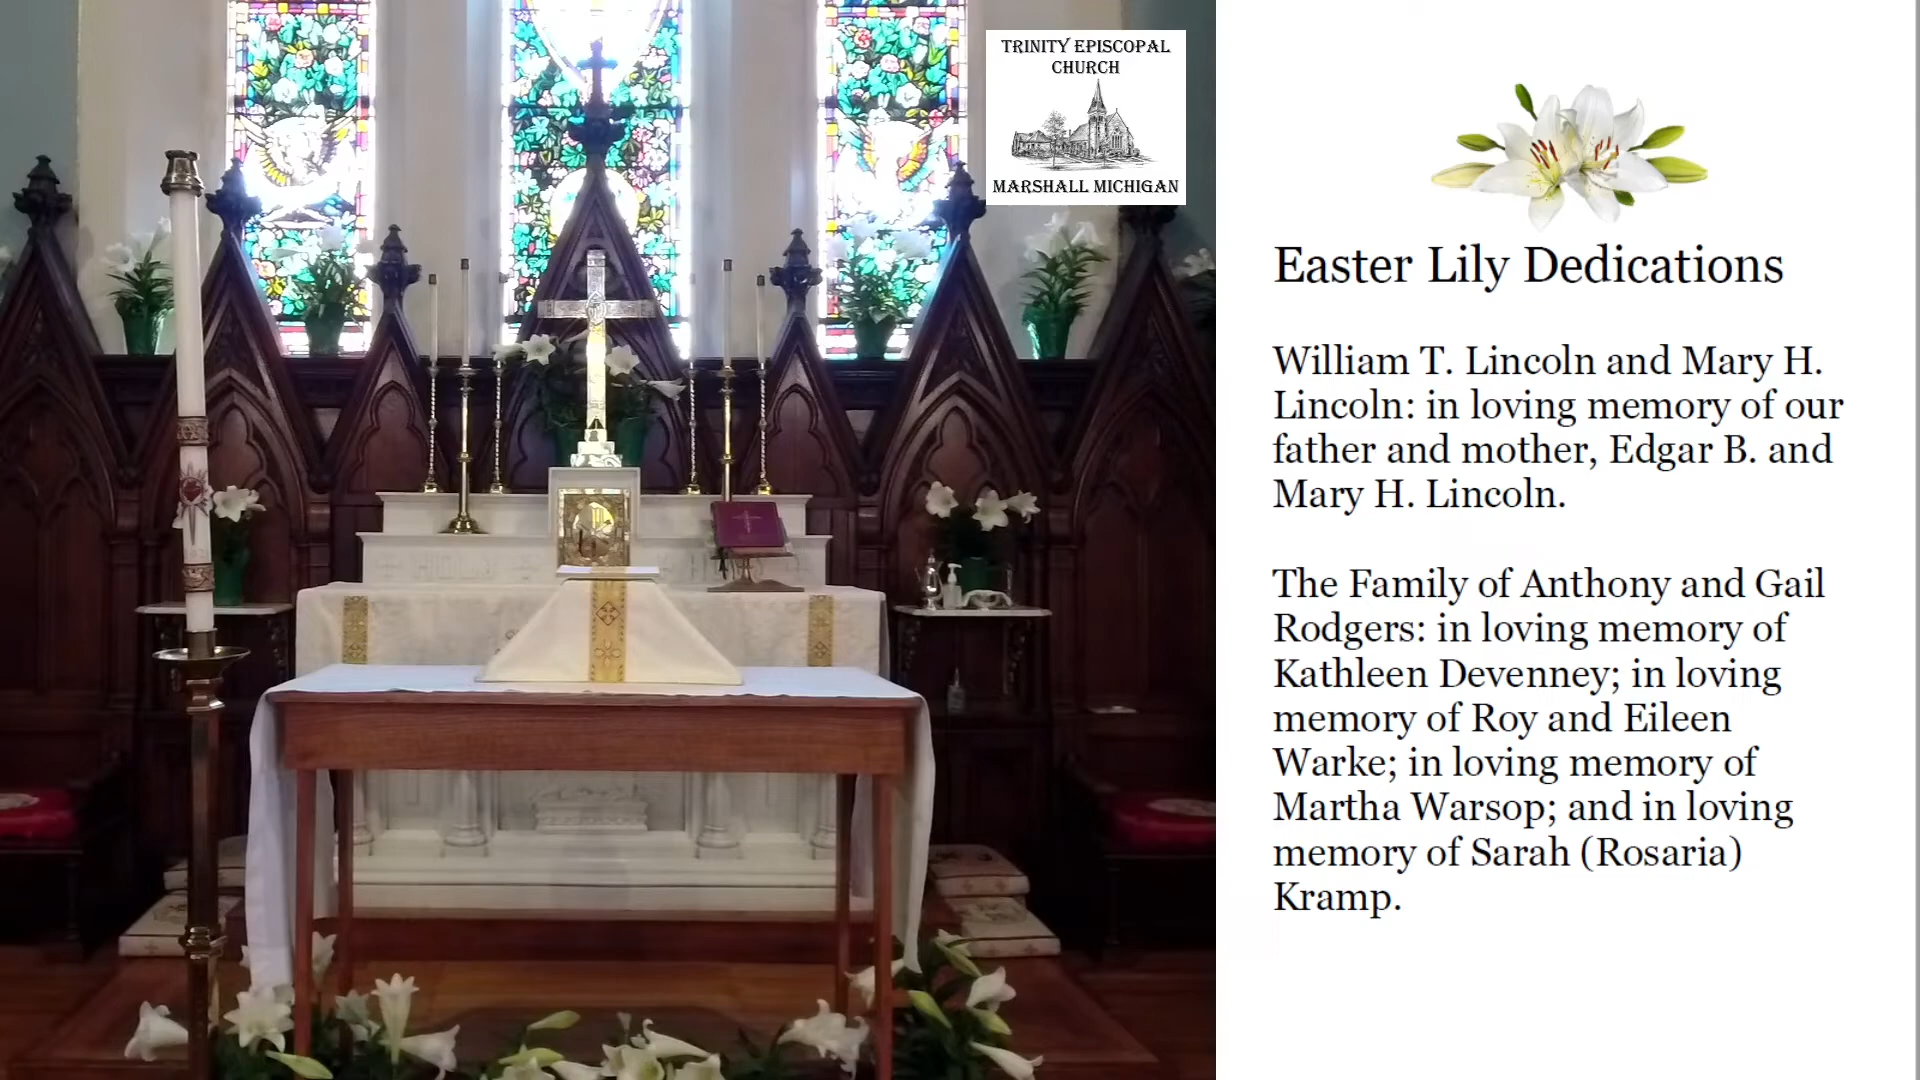 TRINITY EPISCOPAL
CHURCH
MARSHALL MICHIGAN
Easter Lily Dedications
William T. Lincoln and Mary H.
Lincoln: in loving memory of our
father and mother, Edgar B. and
Mary H. Lincoln.
The Family of Anthony and Gail
Rodgers: in loving memory of
Kathleen Devenney; in loving
memory of Roy and Eileen
Warke; in loving memory of
Martha Warsop; and in loving
memory of Sarah (Rosaria)
Kramp.